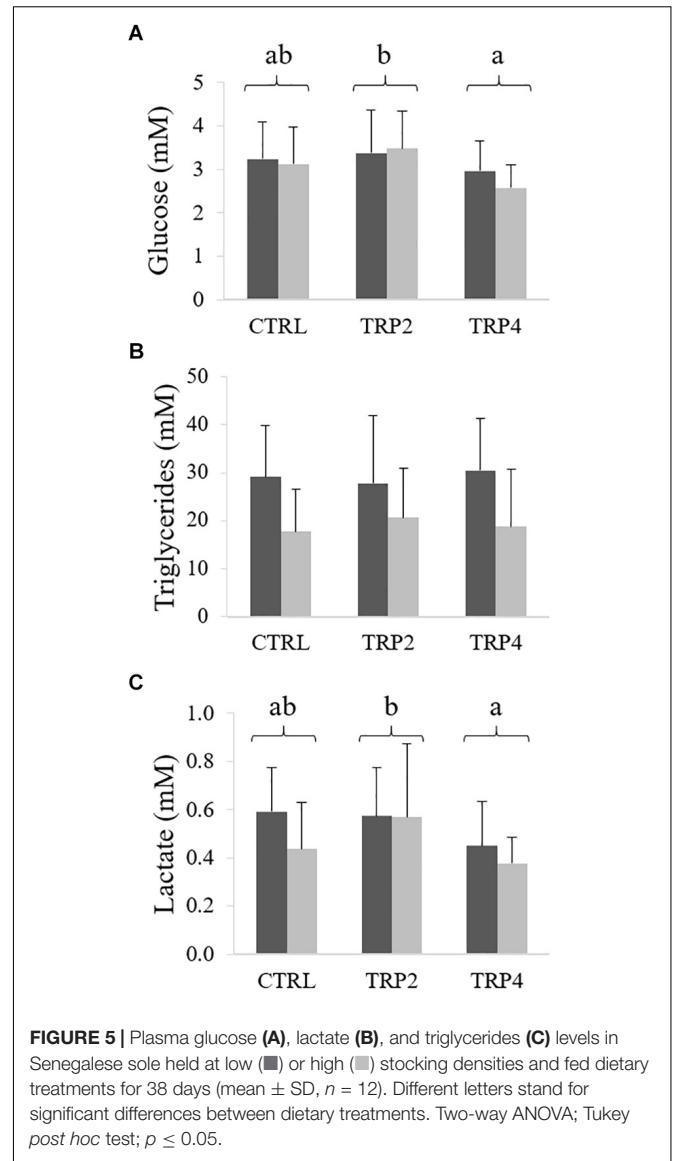 A
ab b a
5
4
3
2
1
0
Glucose (mM)
CTRL TRP2 TRP4
B
50
40
30
20
10
0
Triglycerides (mM)
CTRL TRP2 TRP4
C
ab b a
1.0
0.8
0.6
0.4
0.2
0.0
Lactate (mM)
CTRL TRP2 TRP4
FIGURE 5 | Plasma glucose (A), lactate (B), and triglycerides (C) levels in
Senegalese sole held at low (■) or high (■) stocking densities and fed dietary
treatments for 38 days (mean ± SD, n = 12). Different letters stand for
significant differences between dietary treatments. Two-way ANOVA; Tukey
post hoc test; p ≤ 0.05.